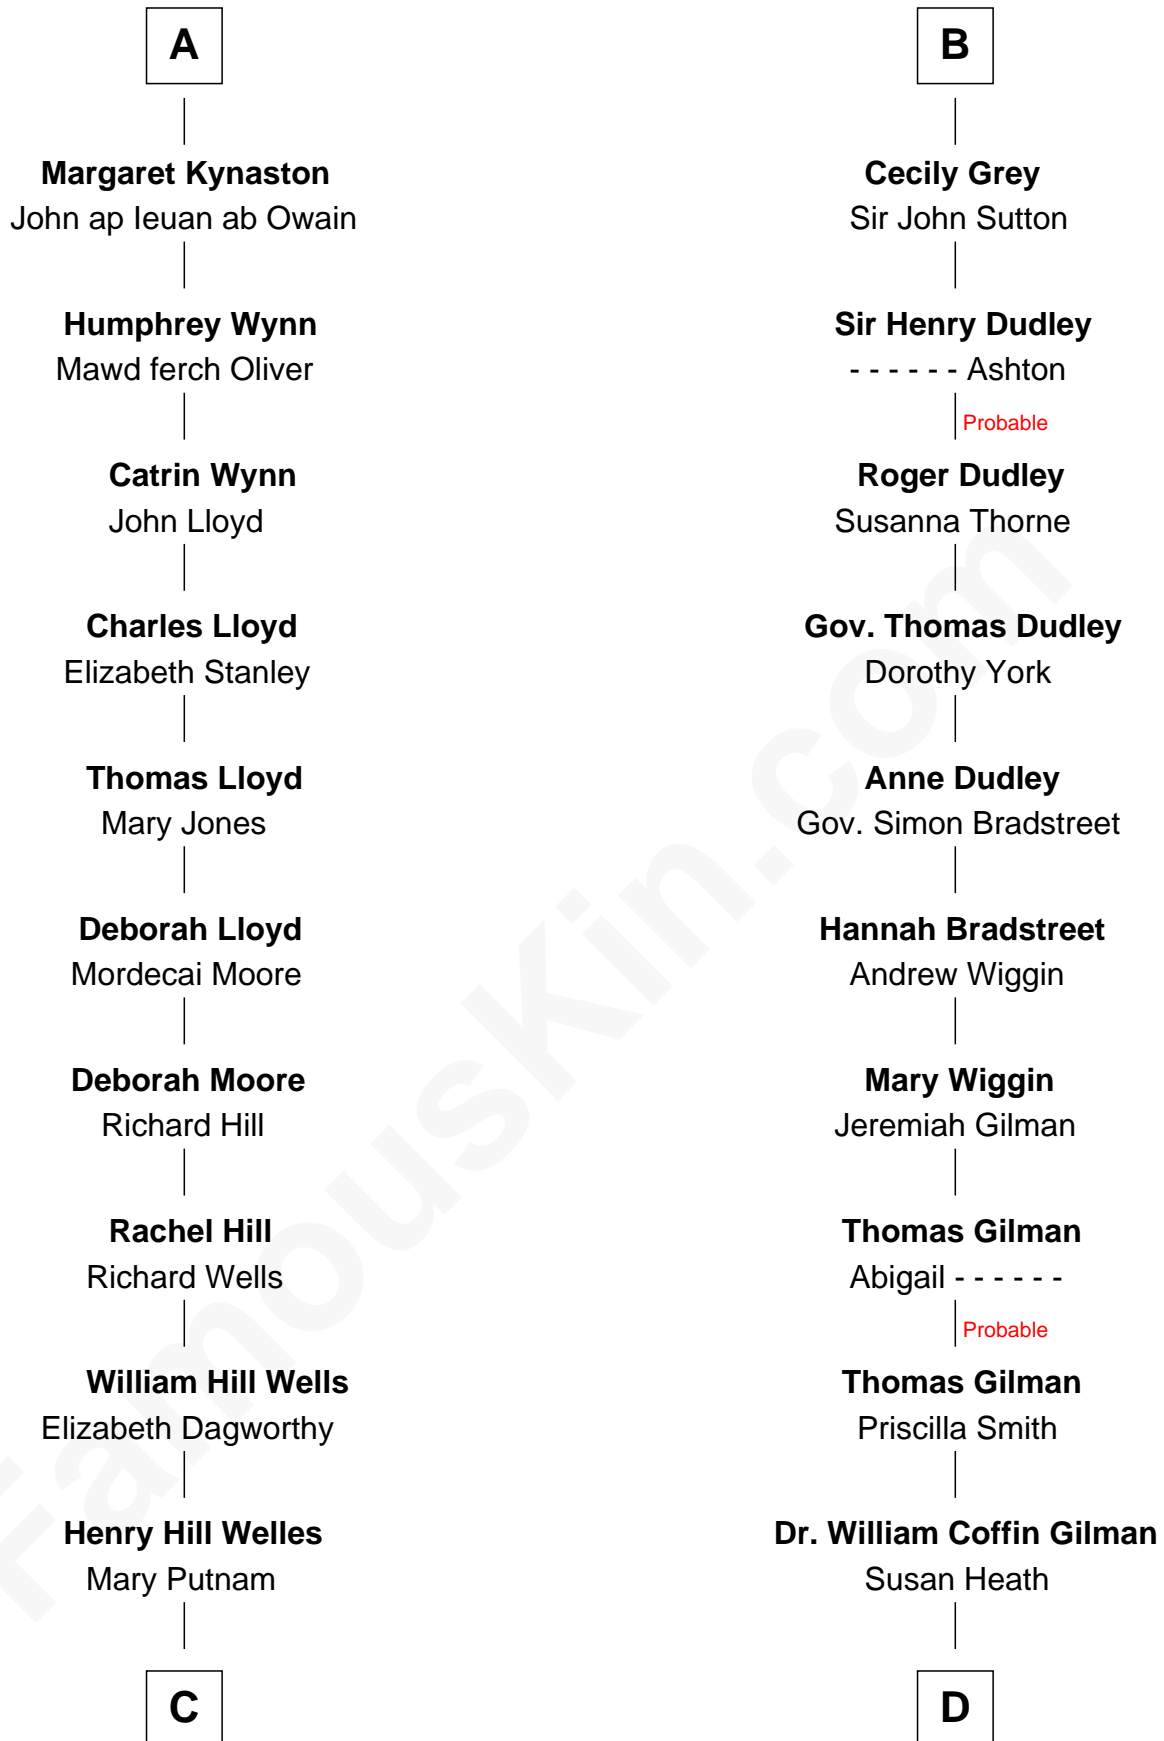 A
Margaret Kynaston
John ap Ieuan ab Owain
Humphrey Wynn
Mawd ferch Oliver
Catrin Wynn
John Lloyd
Charles Lloyd
Elizabeth Stanley
Thomas Lloyd
Mary Jones
Deborah Lloyd
Mordecai Moore
Deborah Moore
Richard Hill
Rachel Hill
Richard Wells
William Hill Wells
Elizabeth Dagworthy
Henry Hill Welles
Mary Putnam
C
B
Cecily Grey
Sir John Sutton
Sir Henry Dudley
- - - - - - Ashton
Probable
Roger Dudley
Susanna Thorne
Gov. Thomas Dudley
Dorothy York
Anne Dudley
Gov. Simon Bradstreet
Hannah Bradstreet
Andrew Wiggin
Mary Wiggin
Jeremiah Gilman
Thomas Gilman
Abigail - - - - - -
Probable
Thomas Gilman
Priscilla Smith
Dr. William Coffin Gilman
Susan Heath
D
FamousKin.com